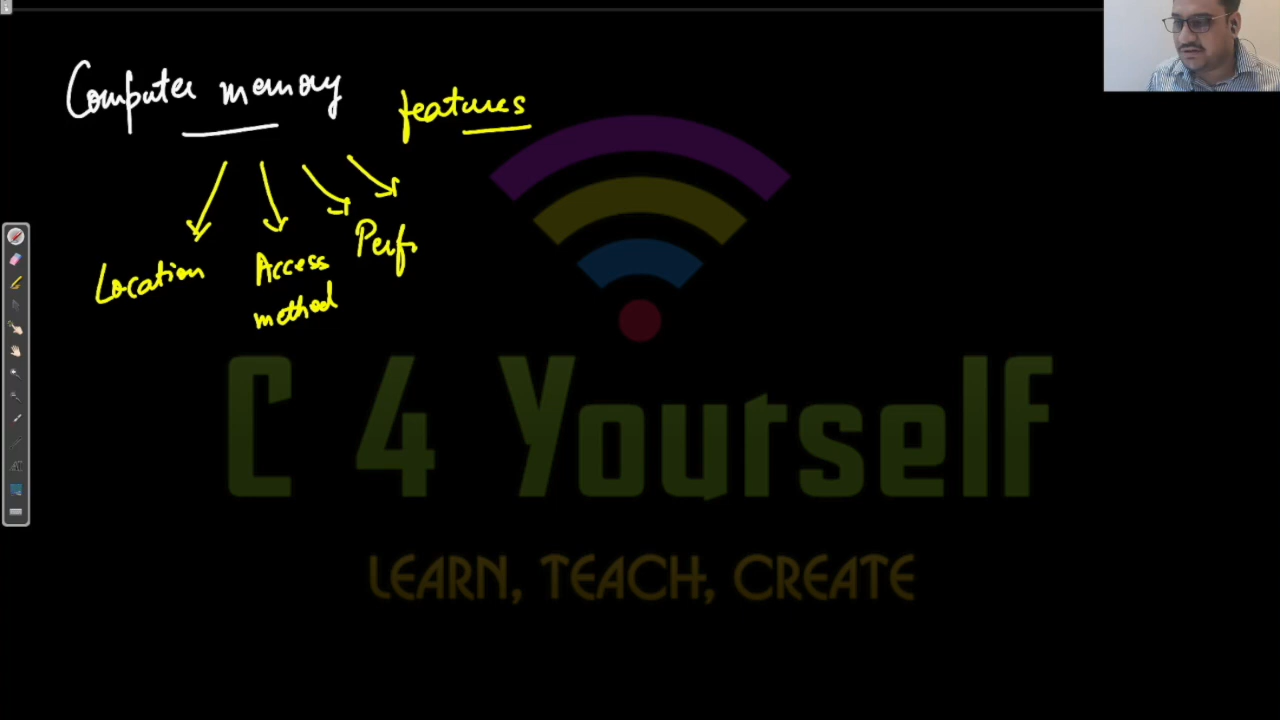 Computer memory
features
Location
Access
method
Perf
C 4 Yourself
LEARN, TEACH, CREATE